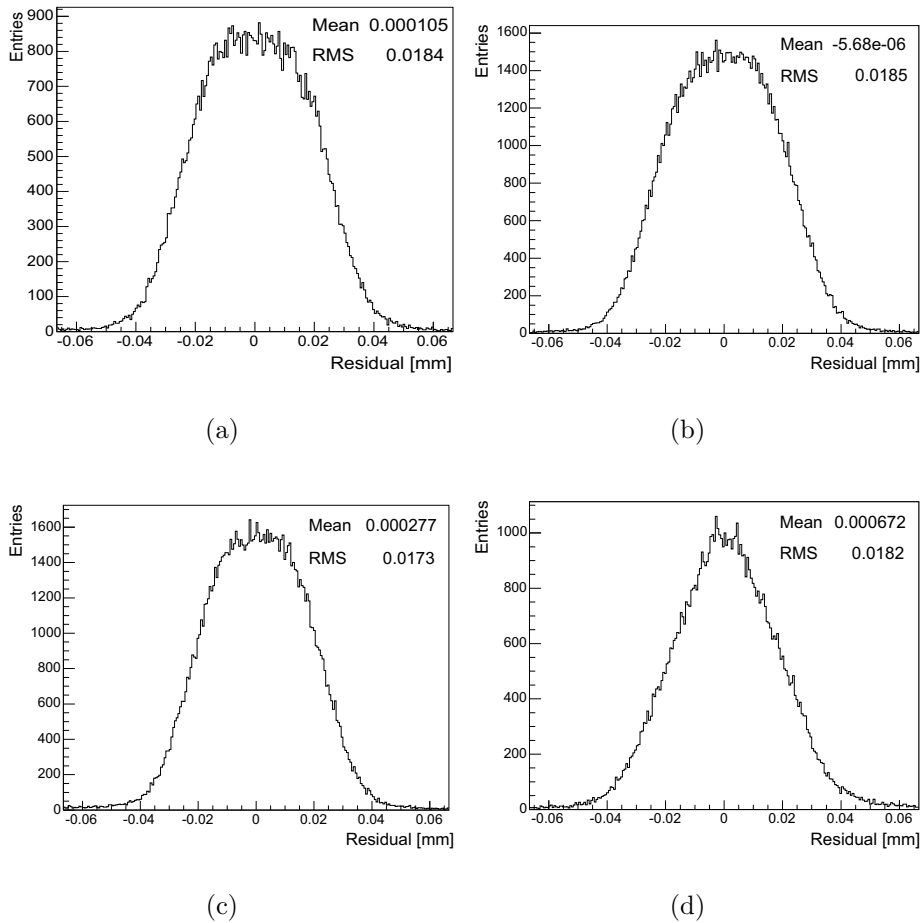 Entries
900
800
700
600
500
400
300
200
100
0
Mean 0.000105
RMS 0.0184
-0.06 -0.04 -0.02 0 0.02 0.04 0.06
Residual [mm]
(a)
Entries
1600
1400
1200
1000
800
600
400
200
0
Mean -5.68e-06
RMS 0.0185
-0.06 -0.04 -0.02 0 0.02 0.04 0.06
Residual [mm]
(b)
Entries
1600
1400
1200
1000
800
600
400
200
0
Mean 0.000277
RMS 0.0173
-0.06 -0.04 -0.02 0 0.02 0.04 0.06
Residual [mm]
(c)
Entries
1000
800
600
400
200
0
Mean 0.000672
RMS 0.0182
-0.06 -0.04 -0.02 0 0.02 0.04 0.06
Residual [mm]
(d)